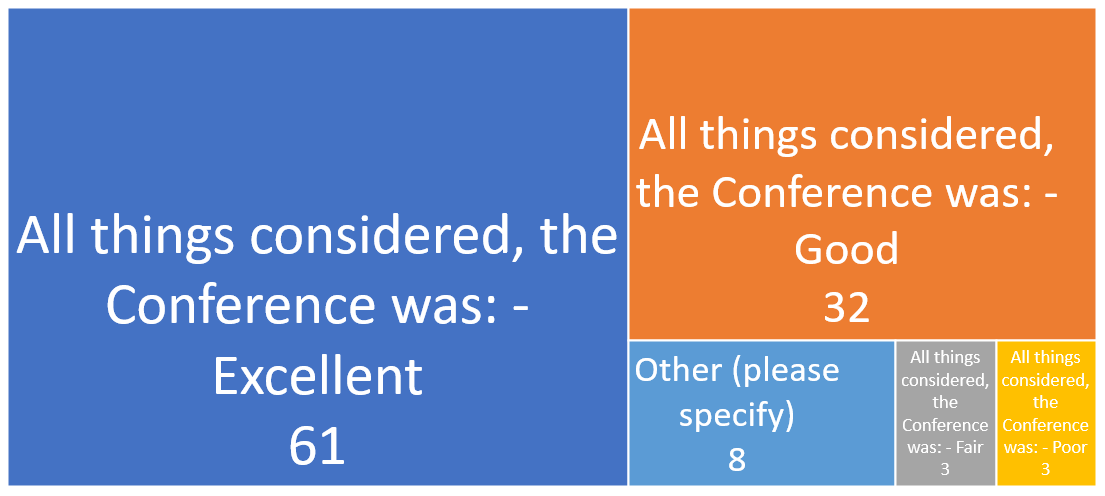 All things considered, the
Conference was: -
Excellent
61
All things considered,
the Conference was: -
Good
32
Other (please
specify)
8
All things
considered,
the
Conference
was: - Fair
3
All things
considered,
the
Conference
was: - Poor
3